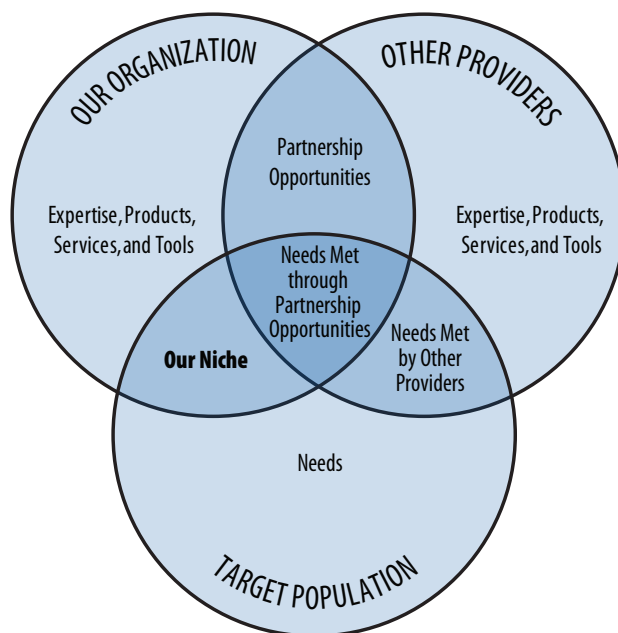 OUR ORGANIZATION
OTHER PROVIDERS
Partnership
Opportunities
Expertise, Products,
Services, and Tools
Expertise, Products,
Services, and Tools
Needs Met
through
Partnership
Opportunities
Our Niche
Needs Met
by Other
Providers
Needs
TARGET POPULATION